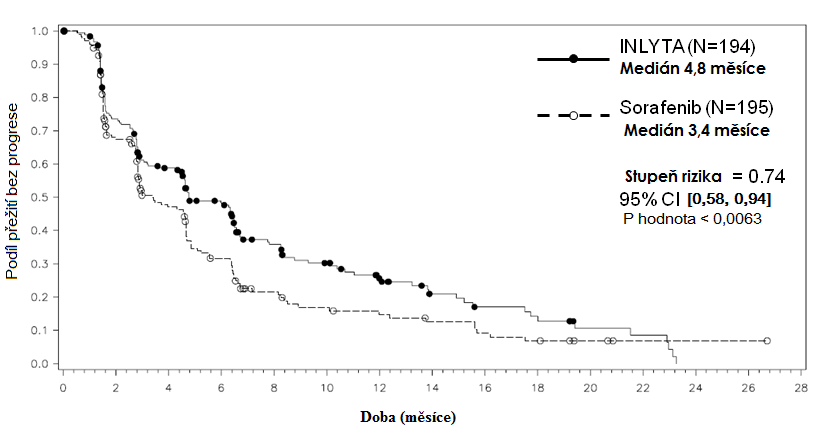 INLYTA (N=194)
Medián 4,8 měsíce
Sorafenib (N=195)
Medián 3,4 měsíce
Stupeň rizika = 0.74
95% CI [0,58, 0,94]
P hodnota < 0,0063
Podíl přežití bez progrese
1.0
0.9
0.8
0.7
0.6
0.5
0.4
0.3
0.2
0.1
0.0
0 2 4 6 8 10 12 14 16 18 20 22 24 26 28
Doba (měsíce)